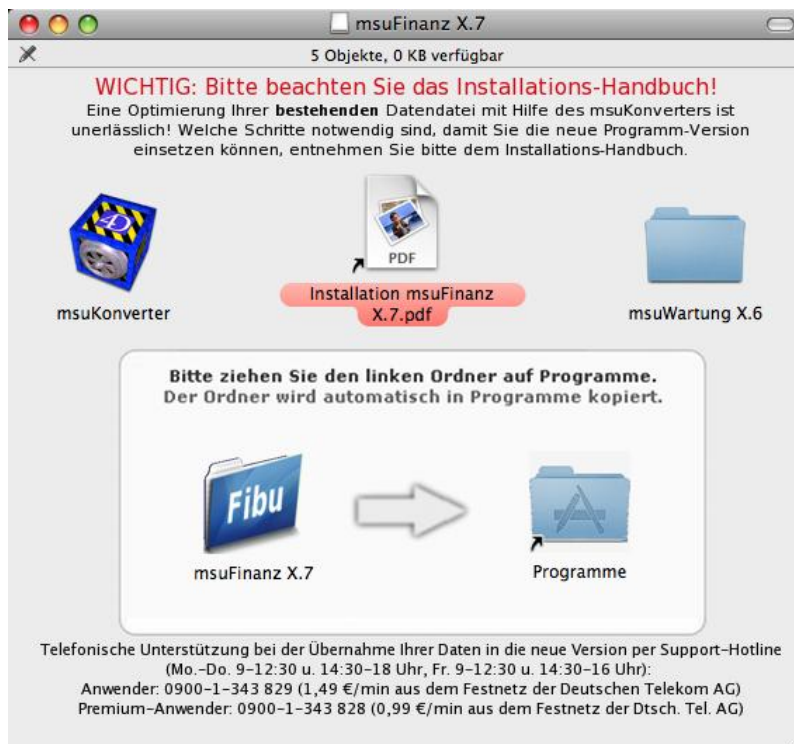 msuFinanz X.7
5 Objekte, 0 KB verfügbar
WICHTIG: Bitte beachten Sie das Installations-Handbuch!
Eine Optimierung Ihrer bestehenden Datendatei mit Hilfe des msuKonverters ist
unerlässlich! Welche Schritte notwendig sind, damit Sie die neue Programm-Version
einsetzen können, entnehmen Sie bitte dem Installations-Handbuch.
4D
PDF
msuKonverter
Installation msuFinanz
X.7.pdf
msuWartung X.6
Bitte ziehen Sie den linken Ordner auf Programme.
Der Ordner wird automatisch in Programme kopiert.
Fibu
msuFinanz X.7
Programme
Telefonische Unterstützung bei der Übernahme Ihrer Daten in die neue Version per Support-Hotline
(Mo.-Do. 9-12:30 u. 14:30-18 Uhr, Fr. 9-12:30 u. 14:30-16 Uhr):
Anwender: 0900-1-343 829 (1,49 €/min aus dem Festnetz der Deutschen Telekom AG)
Premium-Anwender: 0900-1-343 828 (0,99 €/min aus dem Festnetz der Dtsch. Tel. AG)